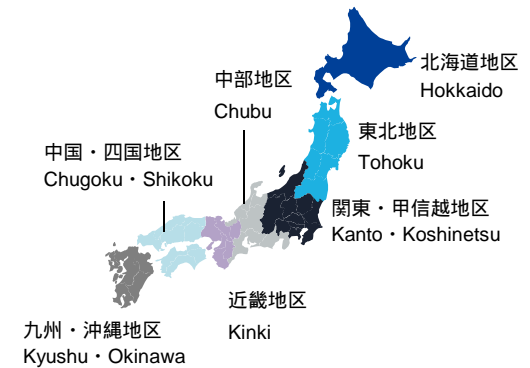 北海道地区
Hokkaido
中部地区
Chubu
東北地区
Tohoku
中国・四国地区
Chugoku・Shikoku
関東・甲信越地区
Kanto・Koshinetsu
近畿地区
Kinki
九州・沖縄地区
Kyushu・Okinawa